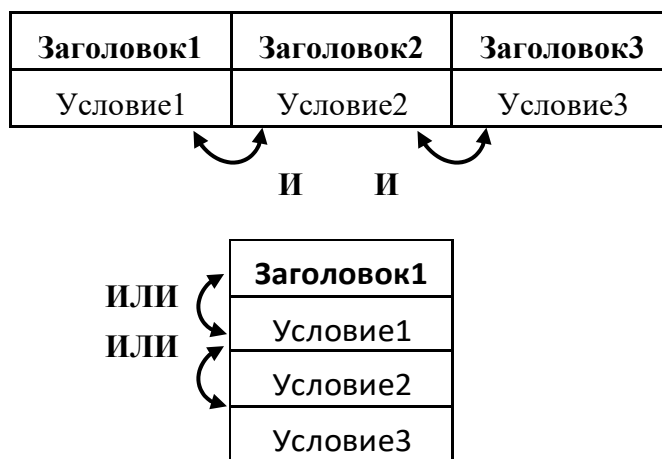 Заголовок1 Заголовок2 Заголовок3
Условие1 Условие2 Условие3
И И
Заголовок1
ИЛИ
Условие1
ИЛИ
Условие2
Условие3